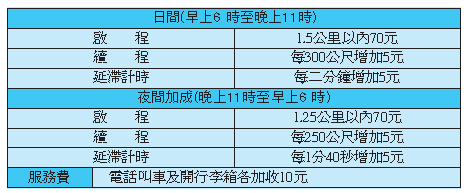 日間(早上6 時至晚上11時)
啟　　程　1.5公里以內70元
續　　程　每300公尺增加5元
延滯計時　每二分鐘增加5元
夜間加成(晚上11時至早上6 時)
啟　　程　1.25公里以內70元
續　　程　每250公尺增加5元
延滯計時　每1分40秒增加5元
服務費　電話叫車及開行李箱各加收10元